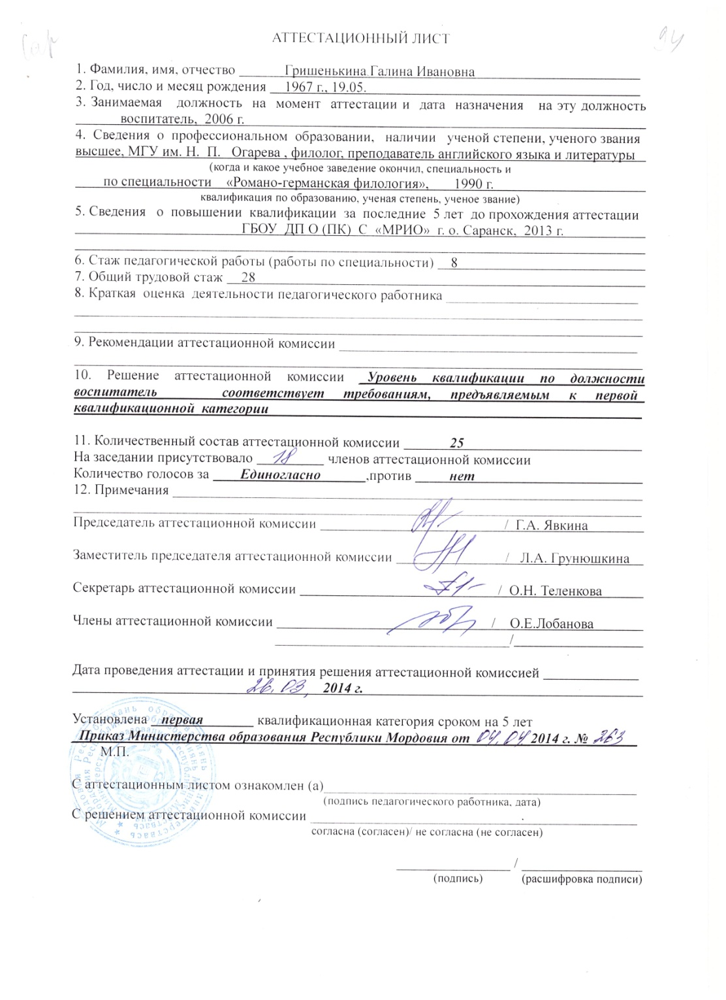 94
АТТЕСТАЦИОННЫЙ ЛИСТ
1. Фамилия, имя, отчество Гришенькина Галина Ивановна
2. Год, число и месяц рождения 1967 г., 19.05.
3. Занимаемая должность на момент аттестации и дата назначения на эту должность
воспитатель, 2006 г.
4. Сведения о профессиональном образовании, наличии ученой степени, ученого звания
высшее, МГУ им. Н. П. Огарева , филолог, преподаватель английского языка и литературы
(когда и какое учебное заведение окончил, специальность и
по специальности «Романо-германская филология», 1990 г.
квалификация по образованию, ученая степень, ученое звание)
5. Сведения о повышении квалификации за последние 5 лет до прохождения аттестации
ГБОУ ДП О (ПК) С «МРИО» г. о. Саранск, 2013 г.
6. Стаж педагогической работы (работы по специальности) 8
7. Общий трудовой стаж 28
8. Краткая оценка деятельности педагогического работника
9. Рекомендации аттестационной комиссии
10. Решение аттестационной комиссии Уровень квалификации по должности
воспитатель соответствует требованиям, предъявляемым к первой
квалификационной категории
11. Количественный состав аттестационной комиссии 25
На заседании присутствовало 18 членов аттестационной комиссии
Количество голосов за Единогласно ,против нет
12. Примечания
Председатель аттестационной комиссии / Г.А. Явкина
Заместитель председателя аттестационной комиссии / Л.А. Грунюшкина
Секретарь аттестационной комиссии / О.Н. Теленкова
Члены аттестационной комиссии / О.Е.Лобанова
/
Дата проведения аттестации и принятия решения аттестационной комиссией
26.03, 2014 г.
Установлена первая квалификационная категория сроком на 5 лет
Приказ Министерства образования Республики Мордовия от 04.04 2014 г. № 263
М.П.
С аттестационным листом ознакомлен (а)
(подпись педагогического работника, дата)
С решением аттестационной комиссии
согласна (согласен)/ не согласна (не согласен)
/
(подпись) (расшифровка подписи)